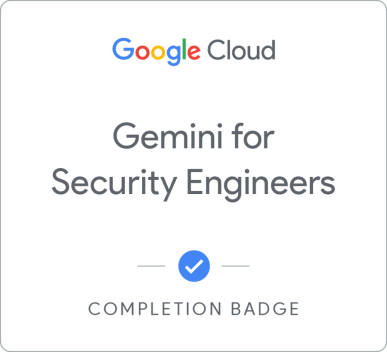 Google Cloud
Gemini for
Security Engineers
COMPLETION BADGE